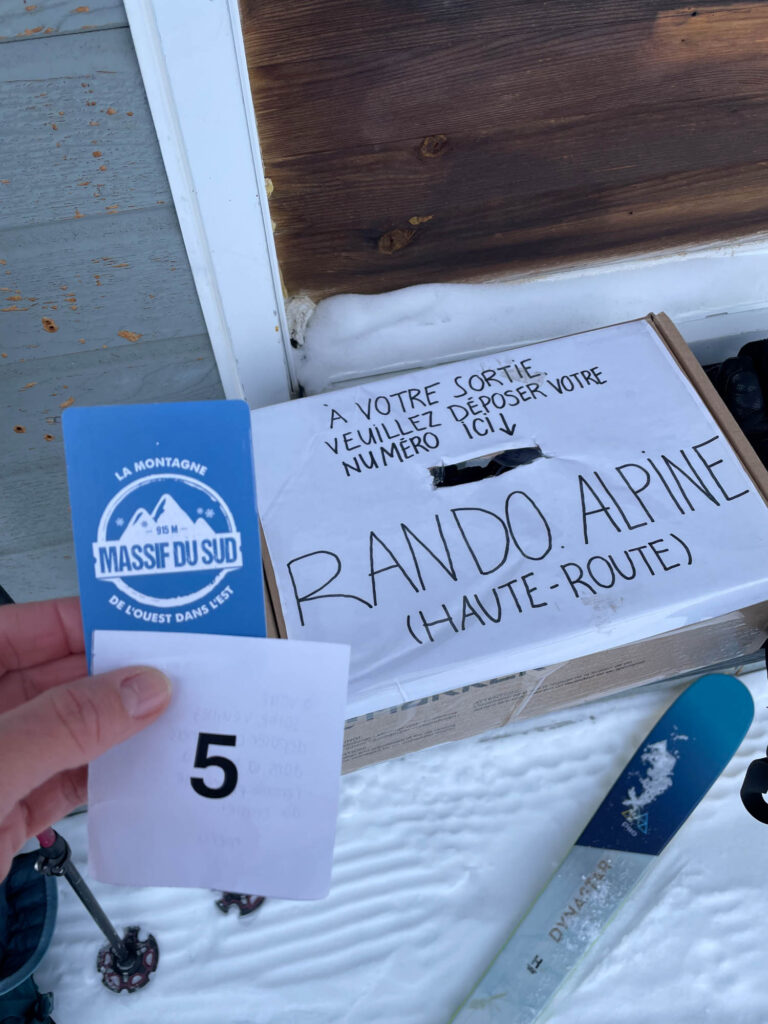 À VOTRE SORTIE
VEUILLEZ DÉPOSER VOTRE
NUMÉRO ICI ↓
RANDO. ALPINE
(HAUTE-ROUTE)
LA MONTAGNE
915 M
MASSIF DU SUD
DE L'OUEST DANS L'EST
5
DYNASTAR